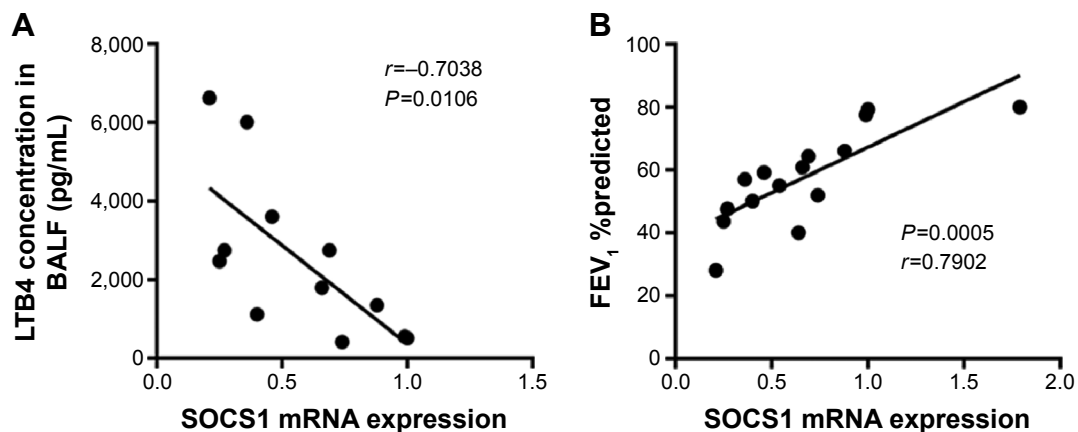 A
LTB4 concentration in
BALF (pg/mL)
8,000
6,000
4,000
2,000
0
r=–0.7038
P=0.0106
0.0 0.5 1.0 1.5
SOCS1 mRNA expression
B
FEV1 %predicted
100
80
60
40
20
0
P=0.0005
r=0.7902
0.0 0.5 1.0 1.5 2.0
SOCS1 mRNA expression